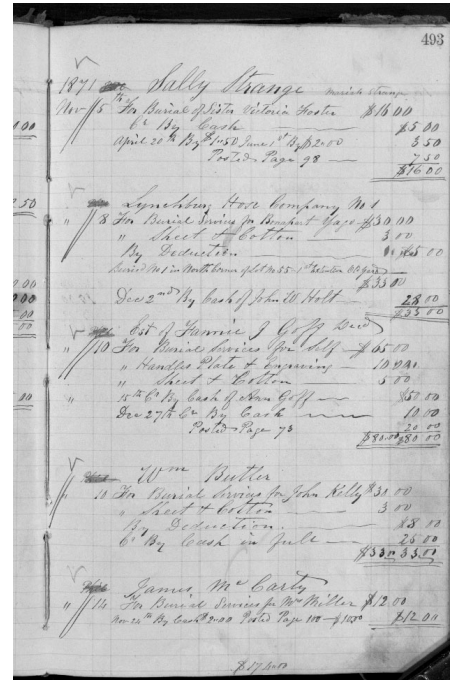 493
1871 Sally Strange
Nov 5th For Burial of Sister Victoria Foster $16 00
Cr By Cash $5 00
April 20th By $1.50 June 1st By $2.00 3 50
Posted Page 98 7 50
$16 00
Lynchburg Hose Company No 1
" 8 For Burial Services for Gage $30.00
" Sheet & Cotton 3 00
By Deduction 5 00
$33 00
Dec 2nd By Cash of John W Holt 28 00
$33 00
Est of Fannie J Goff Decd
" 10 For Burial Services for Self $65 00
" Handles Plate & Engraving 10 00
" Sheet & Cotton 5 00
15th Cr By Cash of Ann Goff $50.00
Dec 27th Cr By Cash 10.00
Posted Page 73 20 00
$80.00 $80 00
Wm Butler
" 10 For Burial Services for John Kelly $30.00
" Sheet & Cotton 3 00
By Deduction $8 00
Cr By Cash in full 25 00
$33 00 33.00
James McCarty
" 14 For Burial Services for Mrs Miller $12 00
Nov 24th By Cash $2.00 Posted Page $12 00